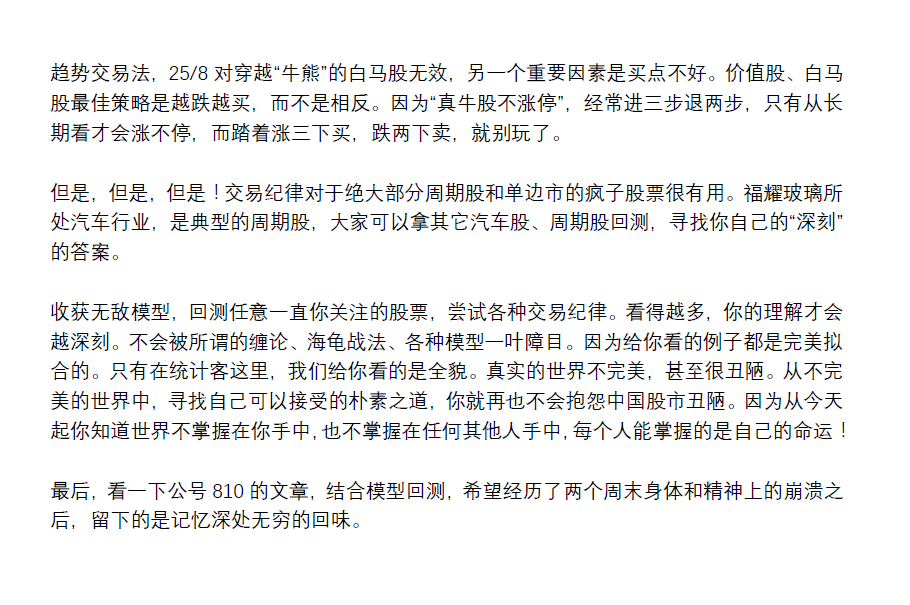 趋势交易法，25/8 对穿越“牛熊”的白马股无效，另一个重要因素是买点不好。价值股、白马
股最佳策略是越跌越买，而不是相反。因为“真牛股不涨停”，经常进三步退两步，只有从长
期看才会涨不停，而踏着涨三下买，跌两下卖，就别玩了。
但是，但是，但是！交易纪律对于绝大部分周期股和单边市的疯子股票很有用。福耀玻璃所
处汽车行业，是典型的周期股，大家可以拿其它汽车股、周期股回测，寻找你自己的“深刻”
的答案。
收获无敌模型，回测任意一直你关注的股票，尝试各种交易纪律。看得越多，你的理解才会
越深刻。不会被所谓的缠论、海龟战法、各种模型一叶障目。因为给你看的例子都是完美拟
合的。只有在统计客这里，我们给你看的是全貌。真实的世界不完美，甚至很丑陋。从不完
美的世界中，寻找自己可以接受的朴素之道，你就再也不会抱怨中国股市丑陋。因为从今天
起你知道世界不掌握在你手中,也不掌握在任何其他人手中,每个人能掌握的是自己的命运！
最后，看一下公号 810 的文章，结合模型回测，希望经历了两个周末身体和精神上的崩溃之
后，留下的是记忆深处无穷的回味。